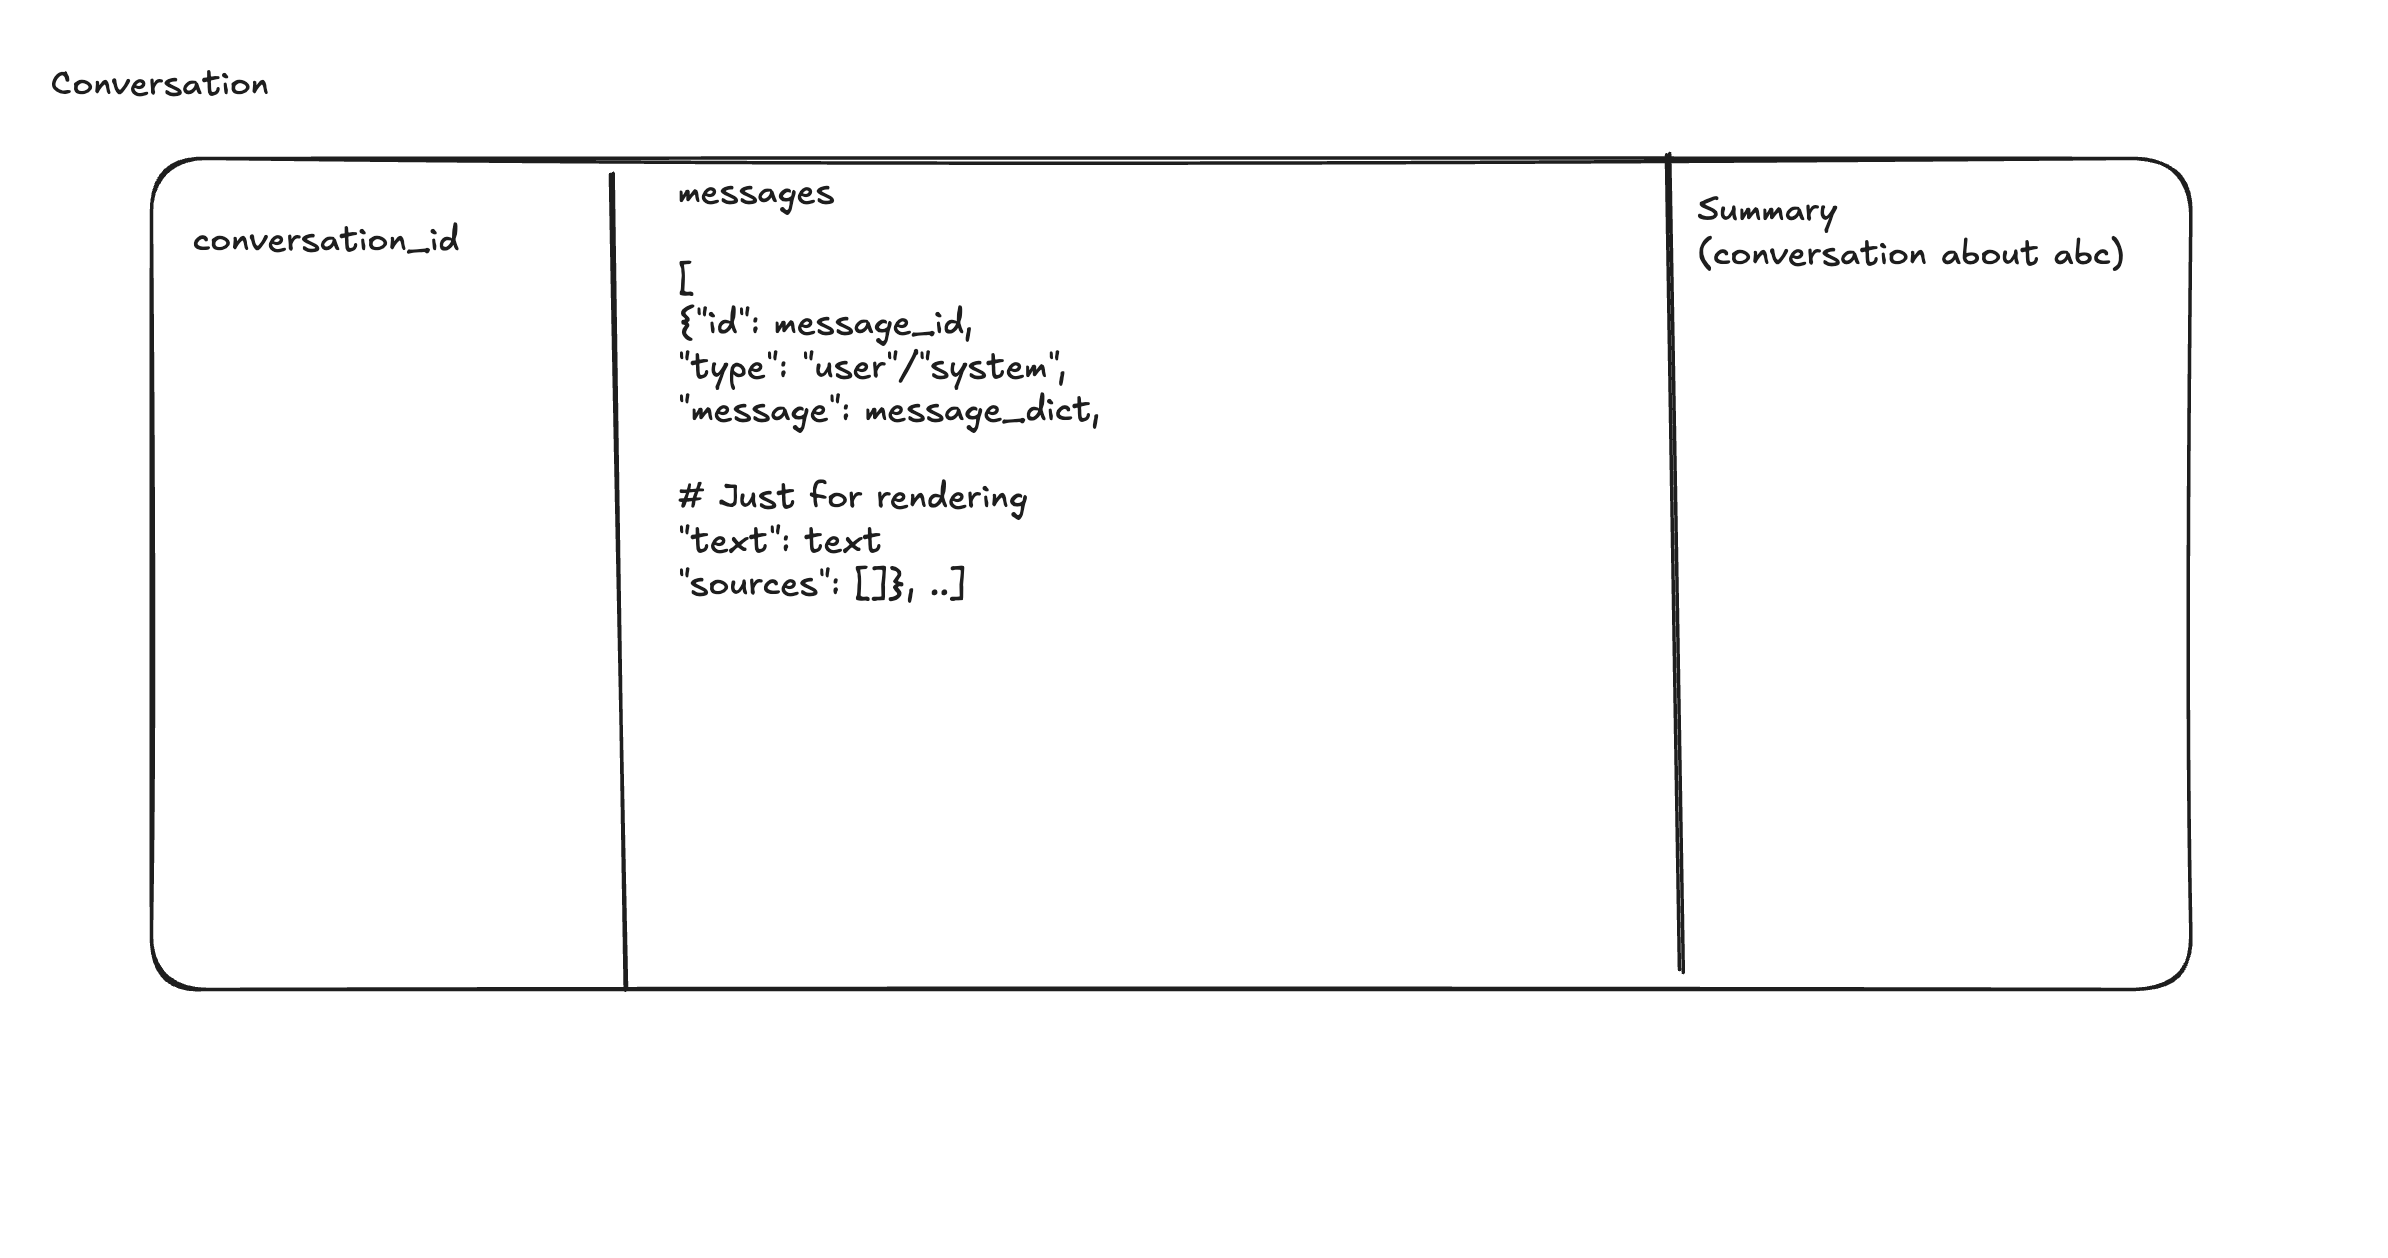 Conversation
conversation_id
messages
[
{"id": message_id,
"type": "user"/"system",
"message": message_dict,
# Just for rendering
"text": text
"sources": []}, ..]
Summary
(conversation about abc)